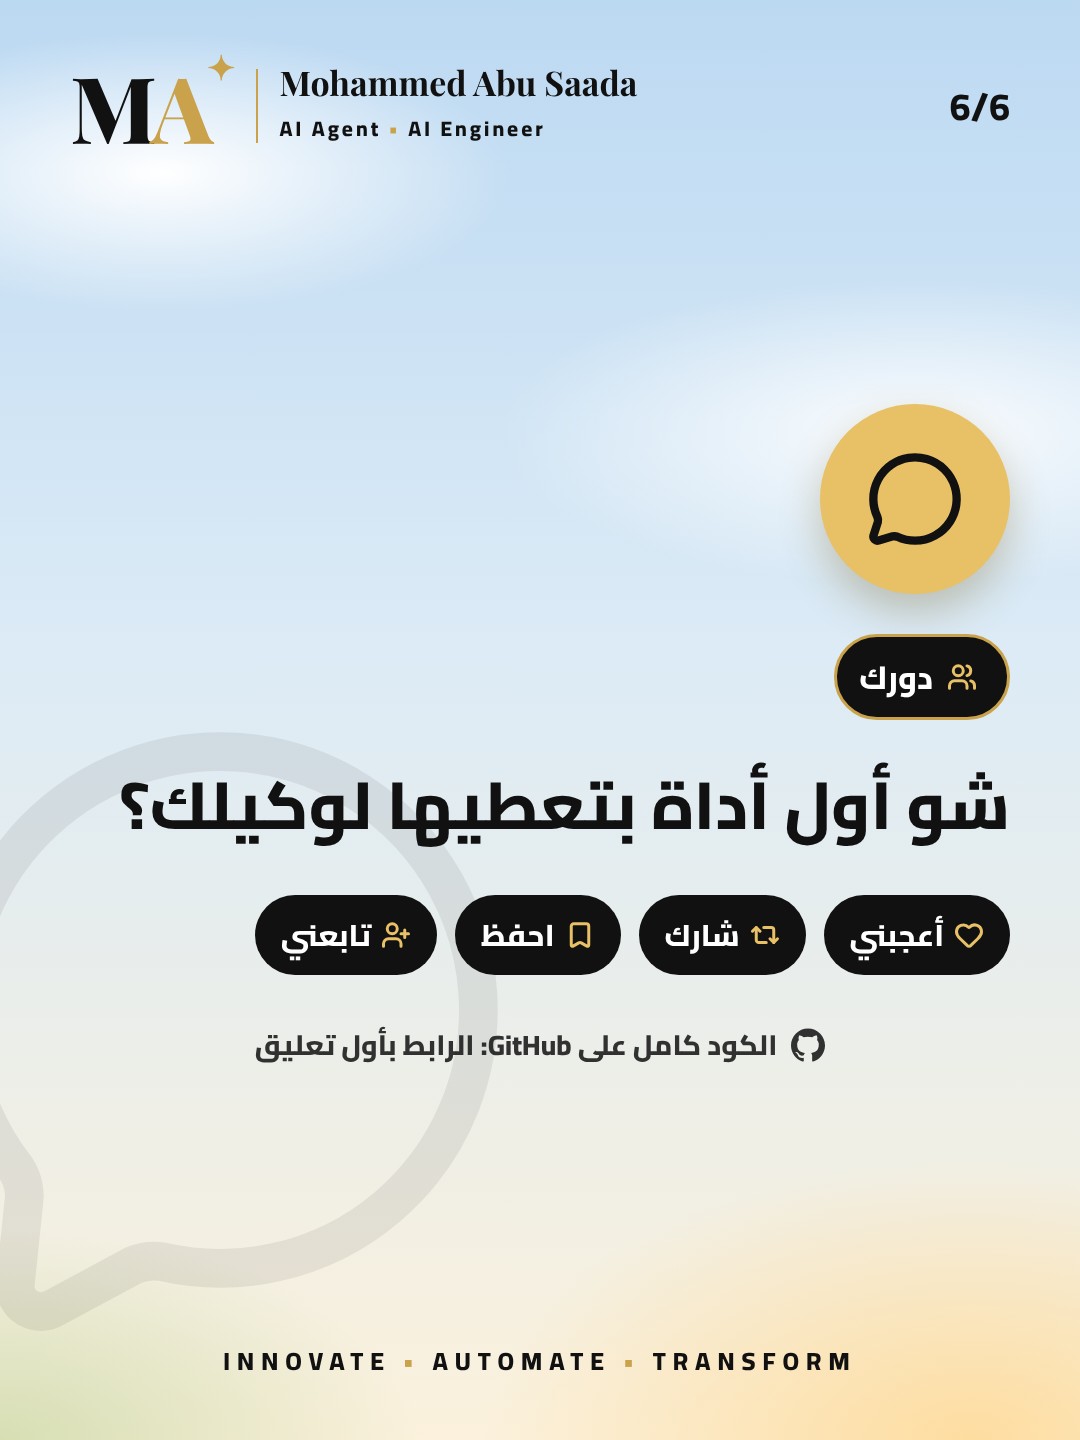 MA
Mohammed Abu Saada
AI Agent ▪ AI Engineer
6/6
دورك
شو أول أداة بتعطيها لوكيلك؟
أعجبني
شارك
احفظ
تابعني
الكود كامل على GitHub: الرابط بأول تعليق
INNOVATE ▪ AUTOMATE ▪ TRANSFORM